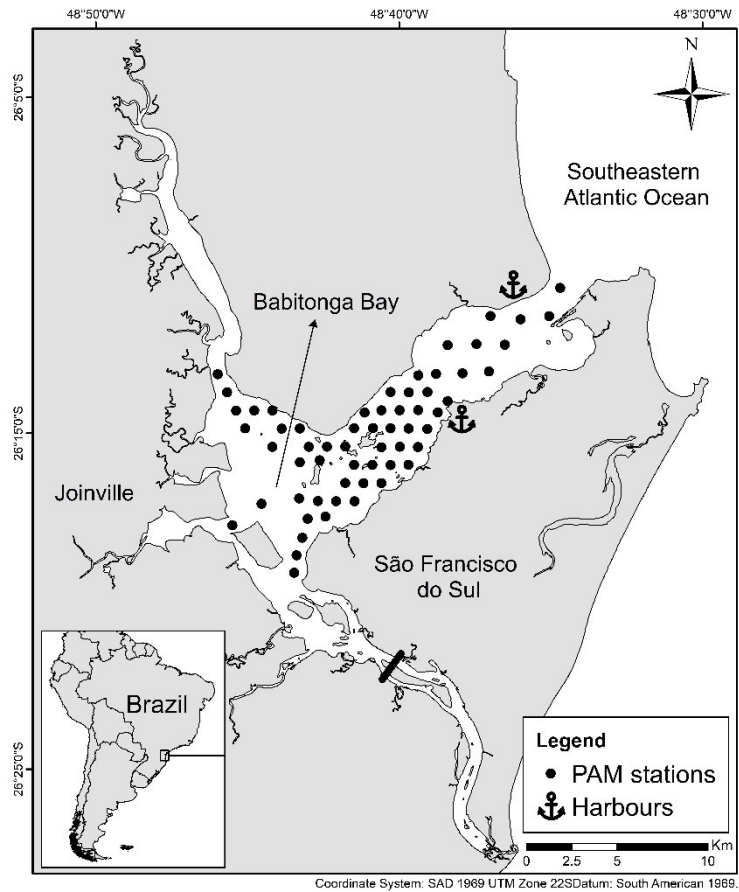 48°50'0"W 48°40'0"W 48°30'0"W
26°5'0"S
N
Southeastern
Atlantic Ocean
Babitonga Bay
26°15'0"S
Joinville
São Francisco
do Sul
Brazil
26°25'0"S
Legend
PAM stations
Harbours
Km
0 2.5 5 10
Coordinate System: SAD 1969 UTM Zone 22SDatum: South American 1969.